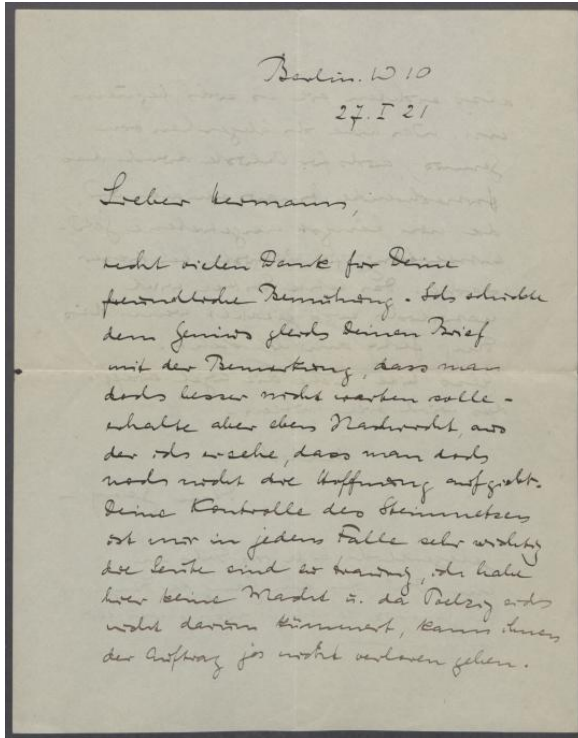 Berlin. W 10
27. I 21
Lieber Hermann,
recht vielen Dank für Deine
freundliche Bemühung. Ich schickte
dem gleich Deinen Brief
mit der Bemerkung, dass man
doch besser nicht warten solle –
erhalte aber eben Nachricht, aus
der ich ersehe, dass man doch
noch nicht die Hoffnung aufgiebt.
Deine Kontrolle des Steinmetzen
ist mir in jedem Falle sehr wichtig
die Leute sind so traurig, ich habe
hier keine Macht u. da Poelzig sich
nicht darum kümmert, kann ihnen
der Auftrag ja nicht verloren gehen.